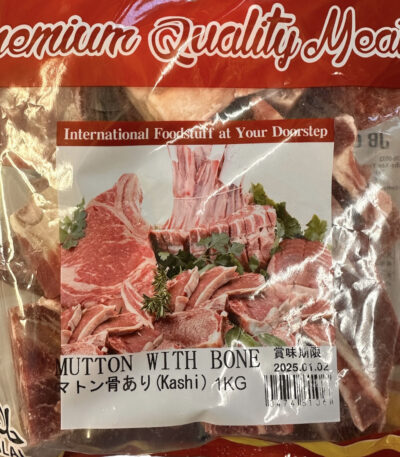 Premium Quality Meat
International Foodstuff at Your Doorstep
MUTTON WITH BONE
マトン骨あり(Kashi) 1KG
賞味期限
2025.01.02